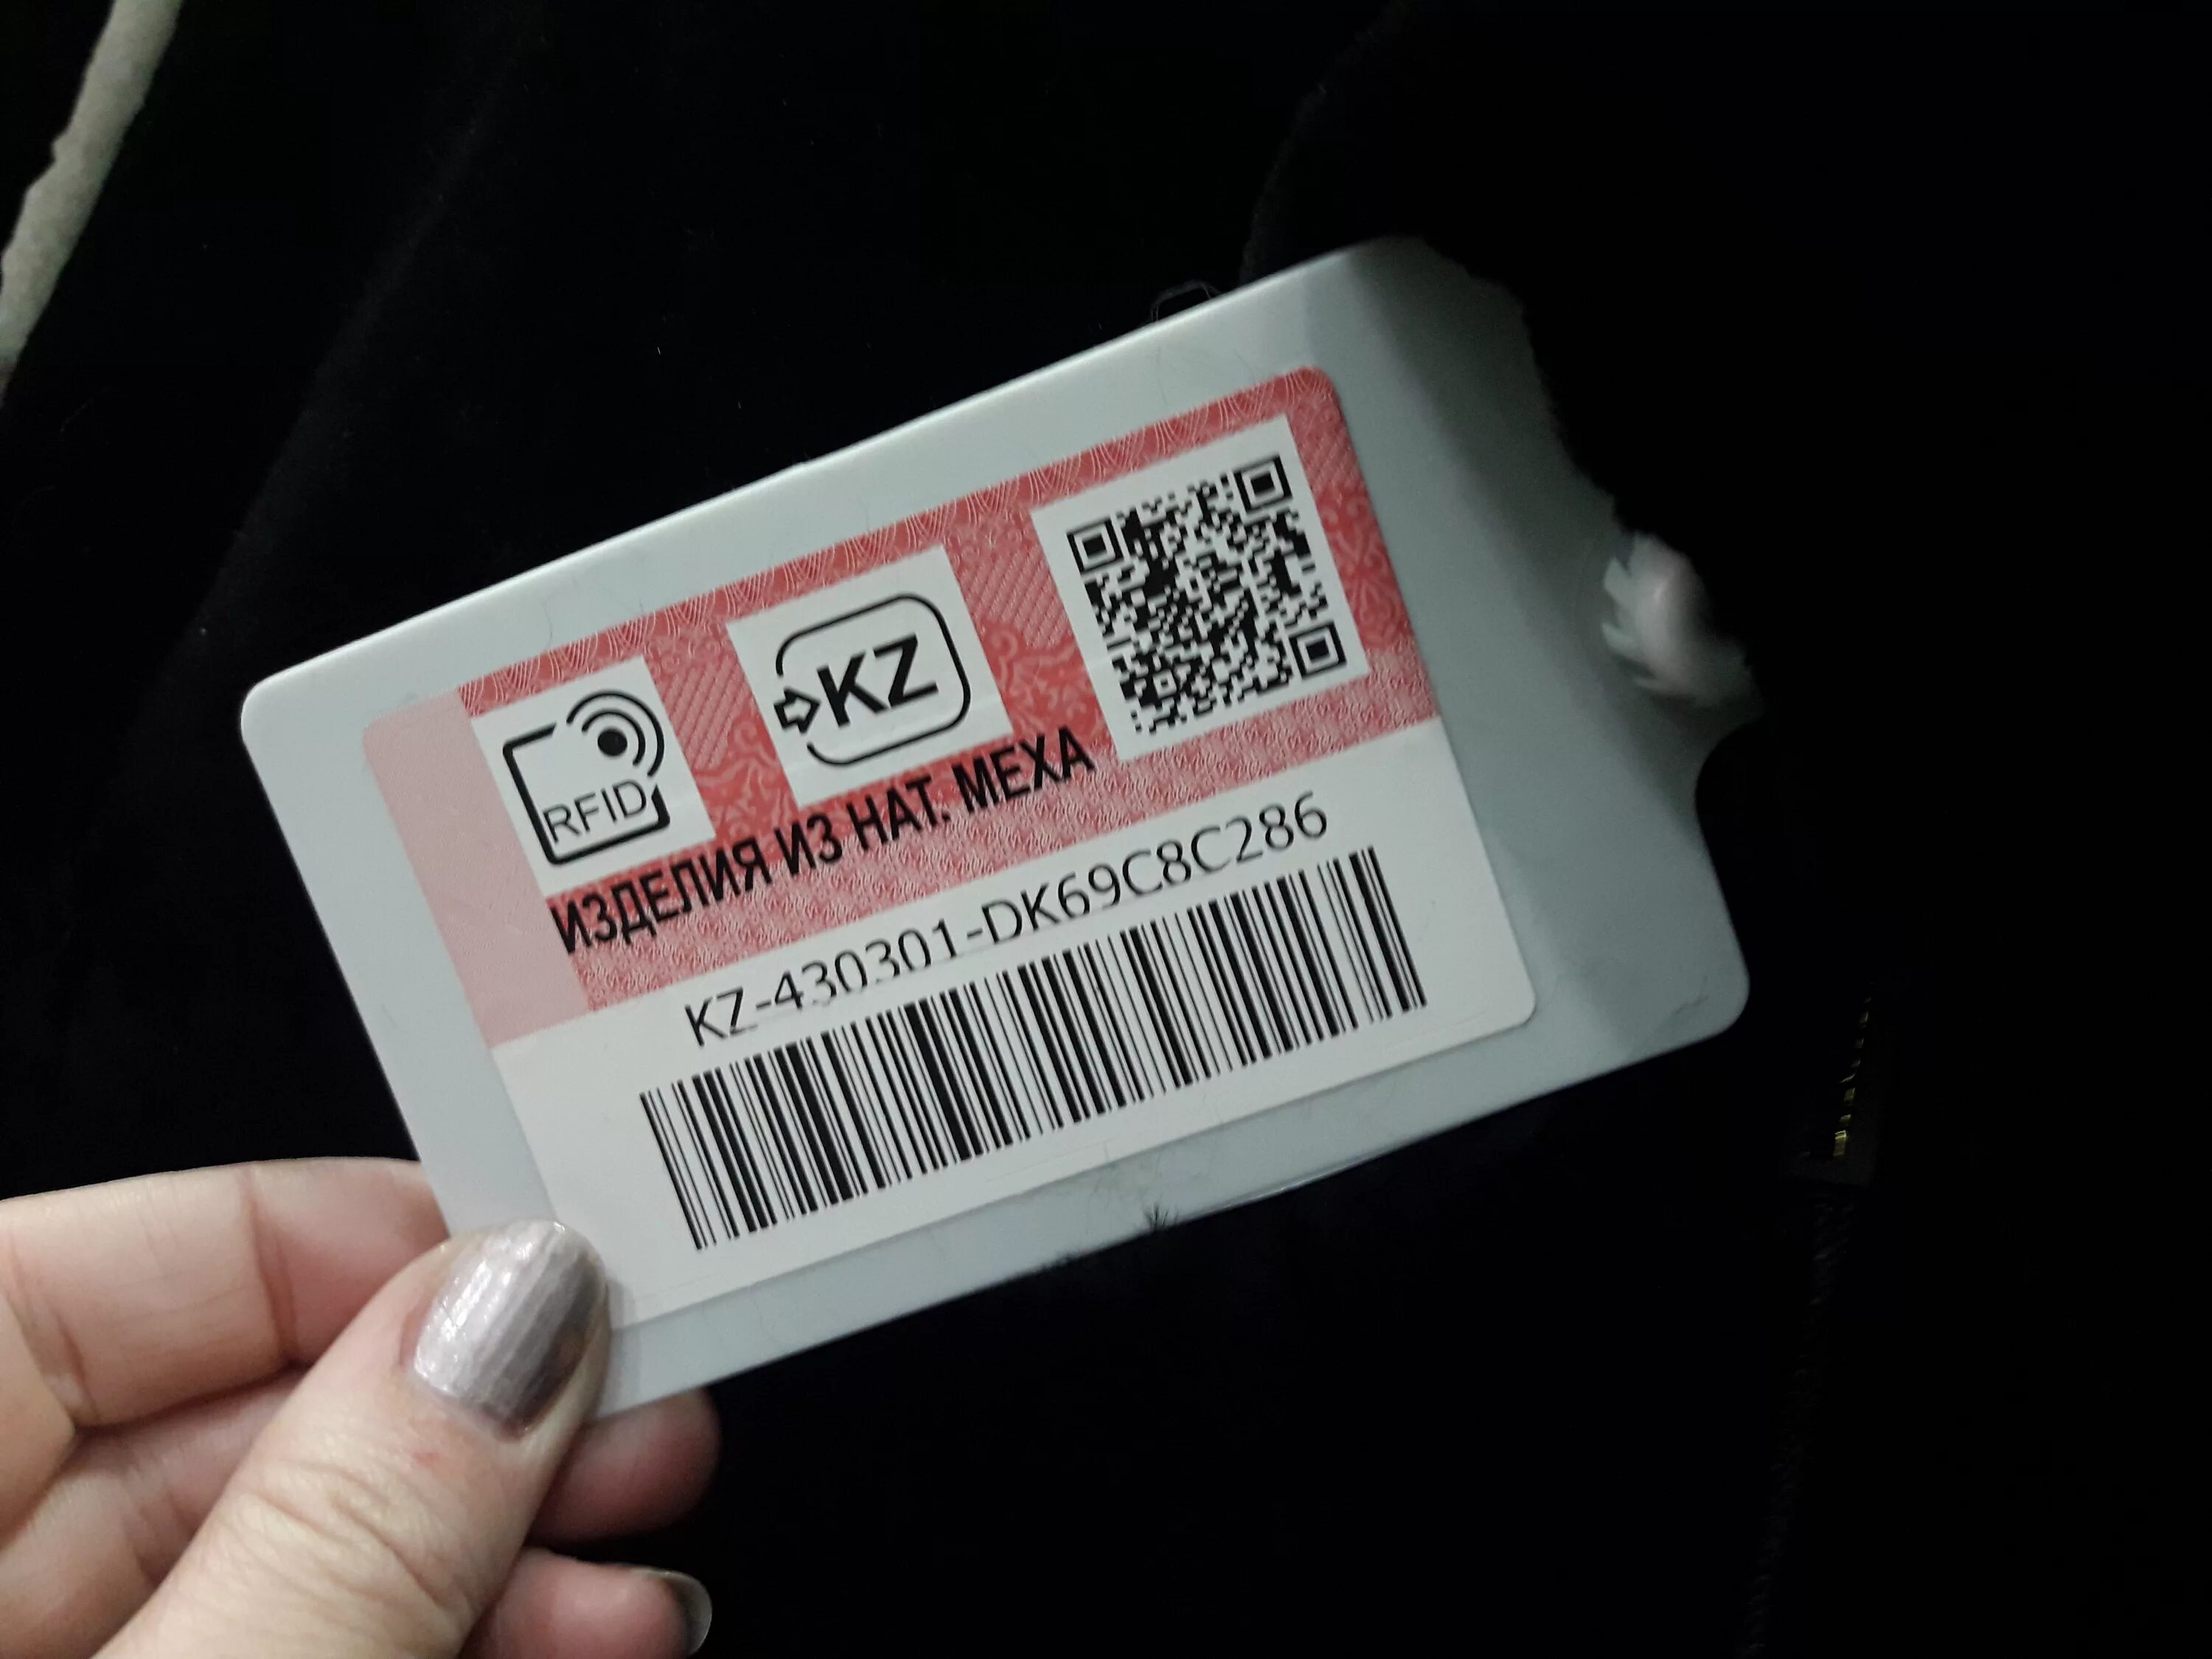 RFID
KZ
ИЗДЕЛИЯ ИЗ НАТ. МЕХА
KZ-430301-DK69C8C286